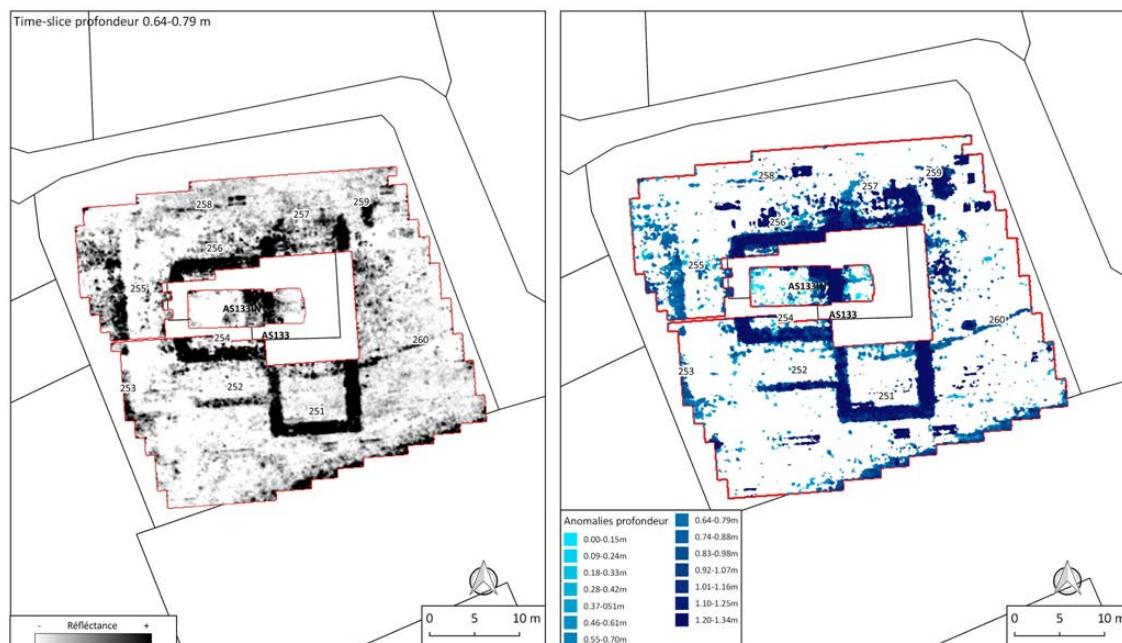 Time-slice profondeur 0.64-0.79 m
258
257
259
256
255
AS133IN
AS133
254
260
253
252
251
- Réfléctance +
0 5 10 m
258
257
259
256
255
AS133IN
AS133
254
260
253
252
251
Anomalies profondeur
0.00-0.15m
0.09-0.24m
0.18-0.33m
0.28-0.42m
0.37-051m
0.46-0.61m
0.55-0.70m
0.64-0.79m
0.74-0.88m
0.83-0.98m
0.92-1.07m
1.01-1.16m
1.10-1.25m
1.20-1.34m
0 5 10 m